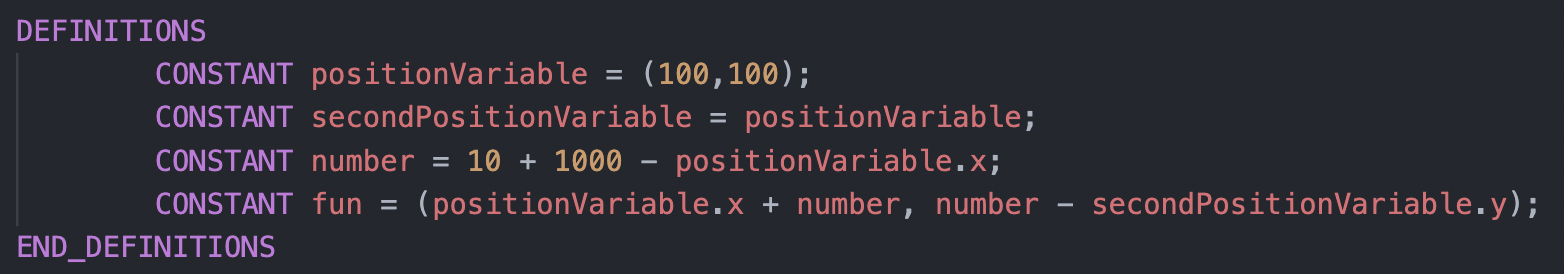 DEFINITIONS
CONSTANT positionVariable = (100,100);
CONSTANT secondPositionVariable = positionVariable;
CONSTANT number = 10 + 1000 - positionVariable.x;
CONSTANT fun = (positionVariable.x + number, number - secondPositionVariable.y);
END_DEFINITIONS